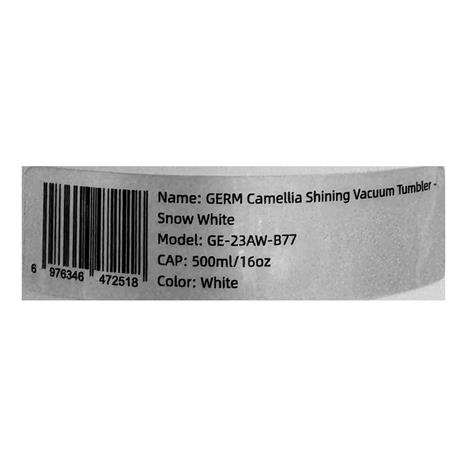 Name: GERM Camellia Shining Vacuum Tumbler -
Snow White
Model: GE-23AW-B77
CAP: 500ml/16oz
Color: White
6 976346 472518